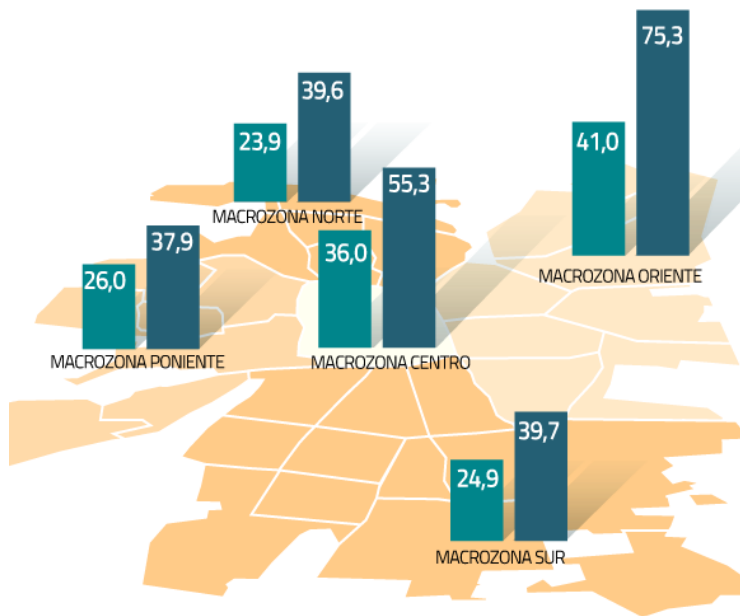 75,3
41,0
MACROZONA ORIENTE
39,6
23,9
MACROZONA NORTE
55,3
36,0
MACROZONA CENTRO
37,9
26,0
MACROZONA PONIENTE
39,7
24,9
MACROZONA SUR